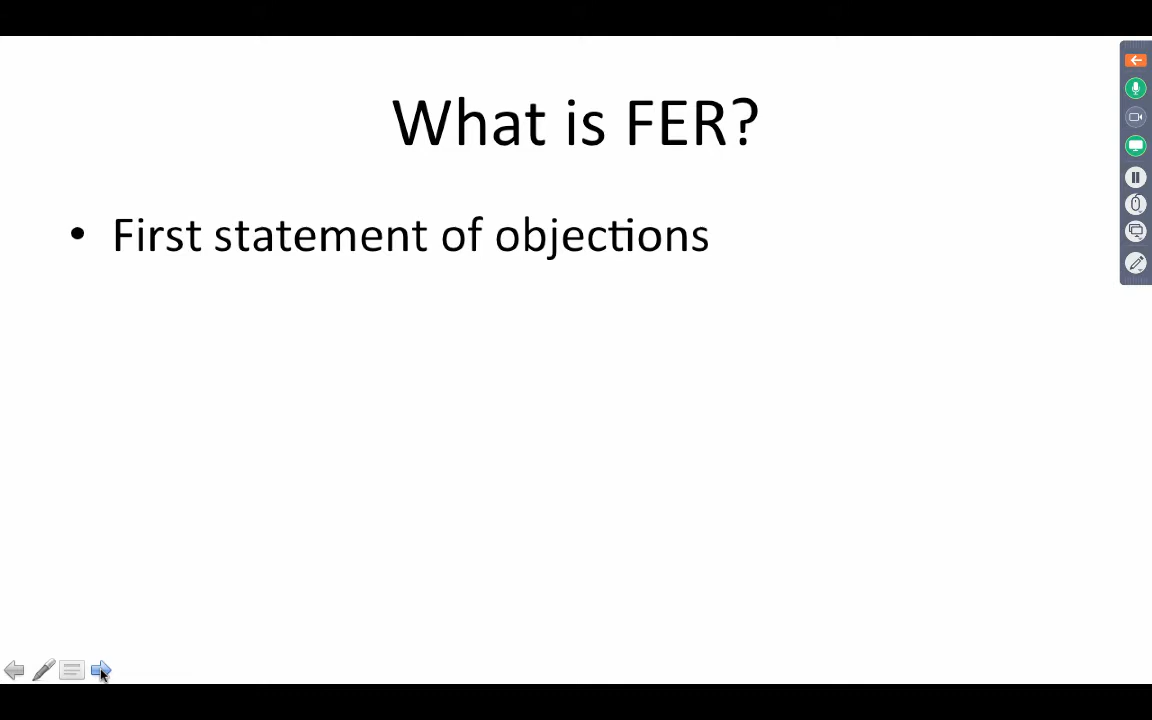 What is FER?
• First statement of objections